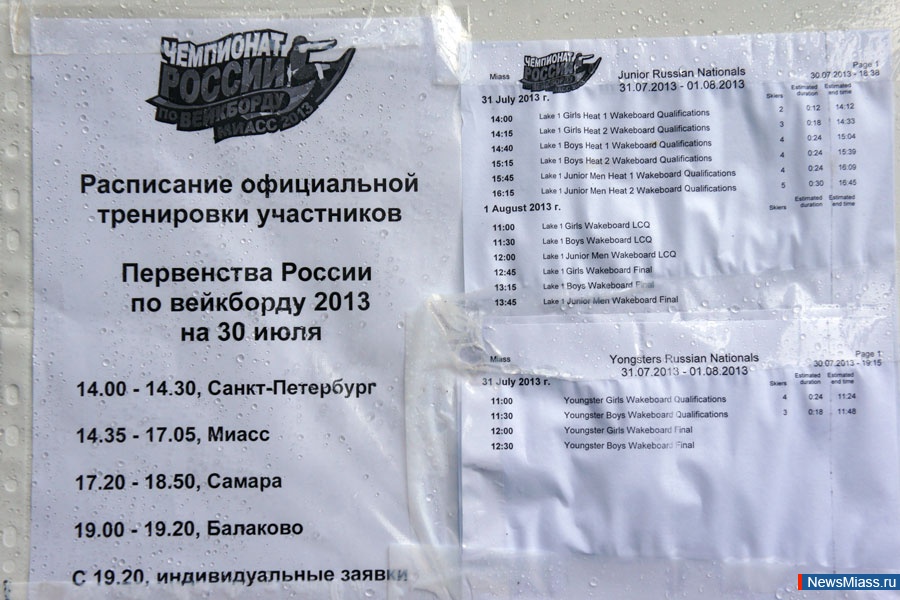 ЧЕМПИОНАТ
РОССИИ
ПО ВЕЙКБОРДУ
МИАСС 2013
Расписание официальной
тренировки участников
Первенства России
по вейкборду 2013
на 30 июля
14.00 - 14.30, Санкт-Петербург
14.35 - 17.05, Миасс
17.20 - 18.50, Самара
19.00 - 19.20, Балаково
С 19.20, индивидуальные заявки
ЧЕМПИОНАТ
РОССИИ
Miass Junior Russian Nationals Page 1
31.07.2013 - 01.08.2013 30.07.2013 - 18:38
31 July 2013 г. Skiers Estimated duration Estimated end time
14:00 Lake 1 Girls Heat 1 Wakeboard Qualifications 2 0:12 14:12
14:15 Lake 1 Girls Heat 2 Wakeboard Qualifications 3 0:18 14:33
14:40 Lake 1 Boys Heat 1 Wakeboard Qualifications 4 0:24 15:04
15:15 Lake 1 Boys Heat 2 Wakeboard Qualifications 4 0:24 15:39
15:45 Lake 1 Junior Men Heat 1 Wakeboard Qualifications 4 0:24 16:09
16:15 Lake 1 Junior Men Heat 2 Wakeboard Qualifications 5 0:30 16:45
1 August 2013 г. Skiers Estimated duration Estimated end time
11:00 Lake 1 Girls Wakeboard LCQ
11:30 Lake 1 Boys Wakeboard LCQ
12:00 Lake 1 Junior Men Wakeboard LCQ
12:45 Lake 1 Girls Wakeboard Final
13:15 Lake 1 Boys Wakeboard Final
13:45 Lake 1 Junior Men Wakeboard Final
Miass Yongsters Russian Nationals Page 1
31.07.2013 - 01.08.2013 30.07.2013 - 19:15
31 July 2013 г. Skiers Estimated duration Estimated end time
11:00 Youngster Girls Wakeboard Qualifications 4 0:24 11:24
11:30 Youngster Boys Wakeboard Qualifications 3 0:18 11:48
12:00 Youngster Girls Wakeboard Final
12:30 Youngster Boys Wakeboard Final
NewsMiass.ru